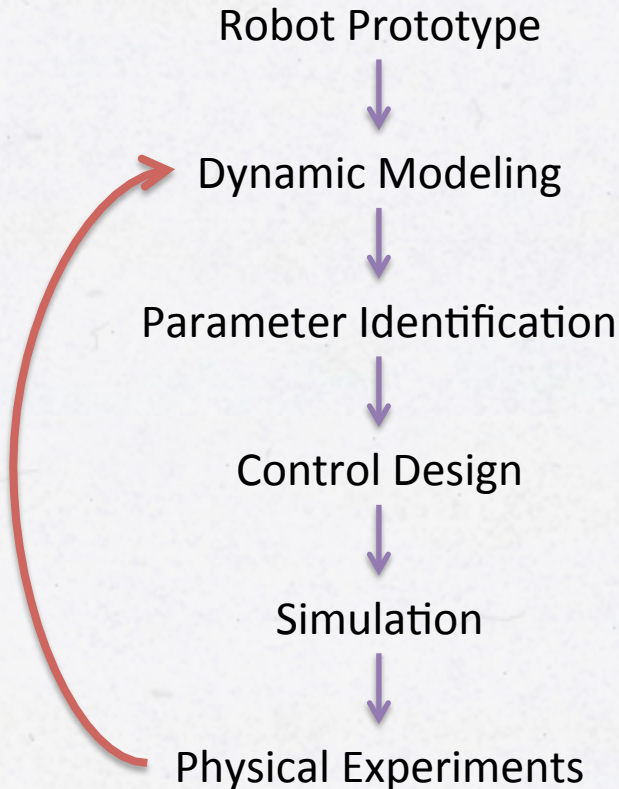 Robot Prototype
Dynamic Modeling
Parameter Identification
Control Design
Simulation
Physical Experiments